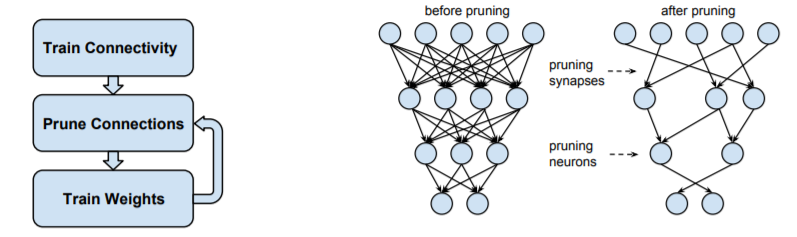 Train Connectivity
Prune Connections
Train Weights
before pruning
after pruning
pruning
synapses
pruning
neurons